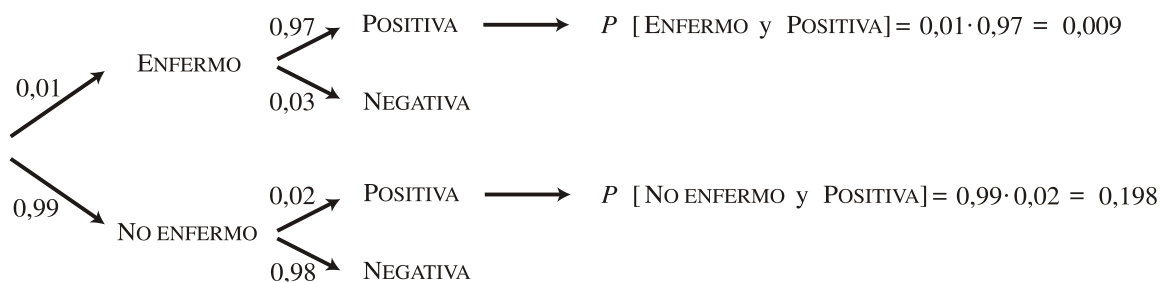 0,97 POSITIVA P [ENFERMO y POSITIVA] = 0,01·0,97 = 0,009
ENFERMO
0,01
0,03 NEGATIVA
0,99
0,02 POSITIVA P [NO ENFERMO y POSITIVA] = 0,99·0,02 = 0,198
NO ENFERMO
0,98 NEGATIVA